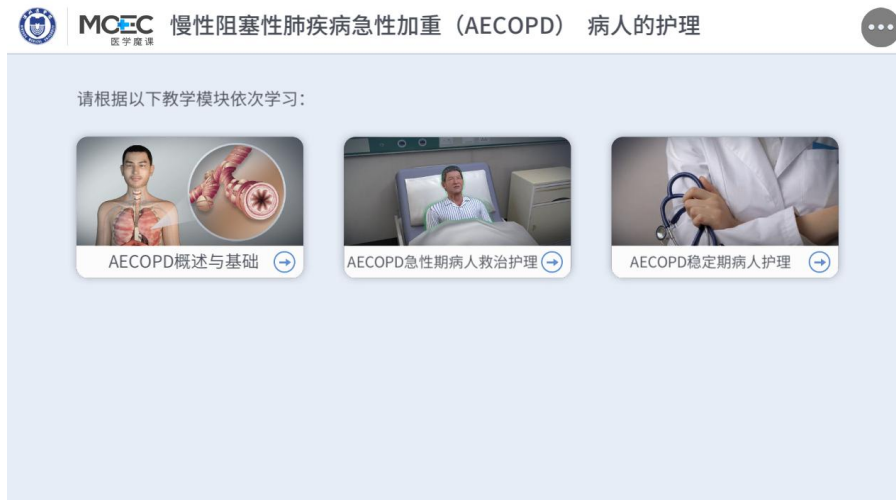 MCEC
医学魔课
慢性阻塞性肺疾病急性加重（AECOPD） 病人的护理
请根据以下教学模块依次学习：
AECOPD概述与基础
AECOPD急性期病人救治护理
AECOPD稳定期病人护理